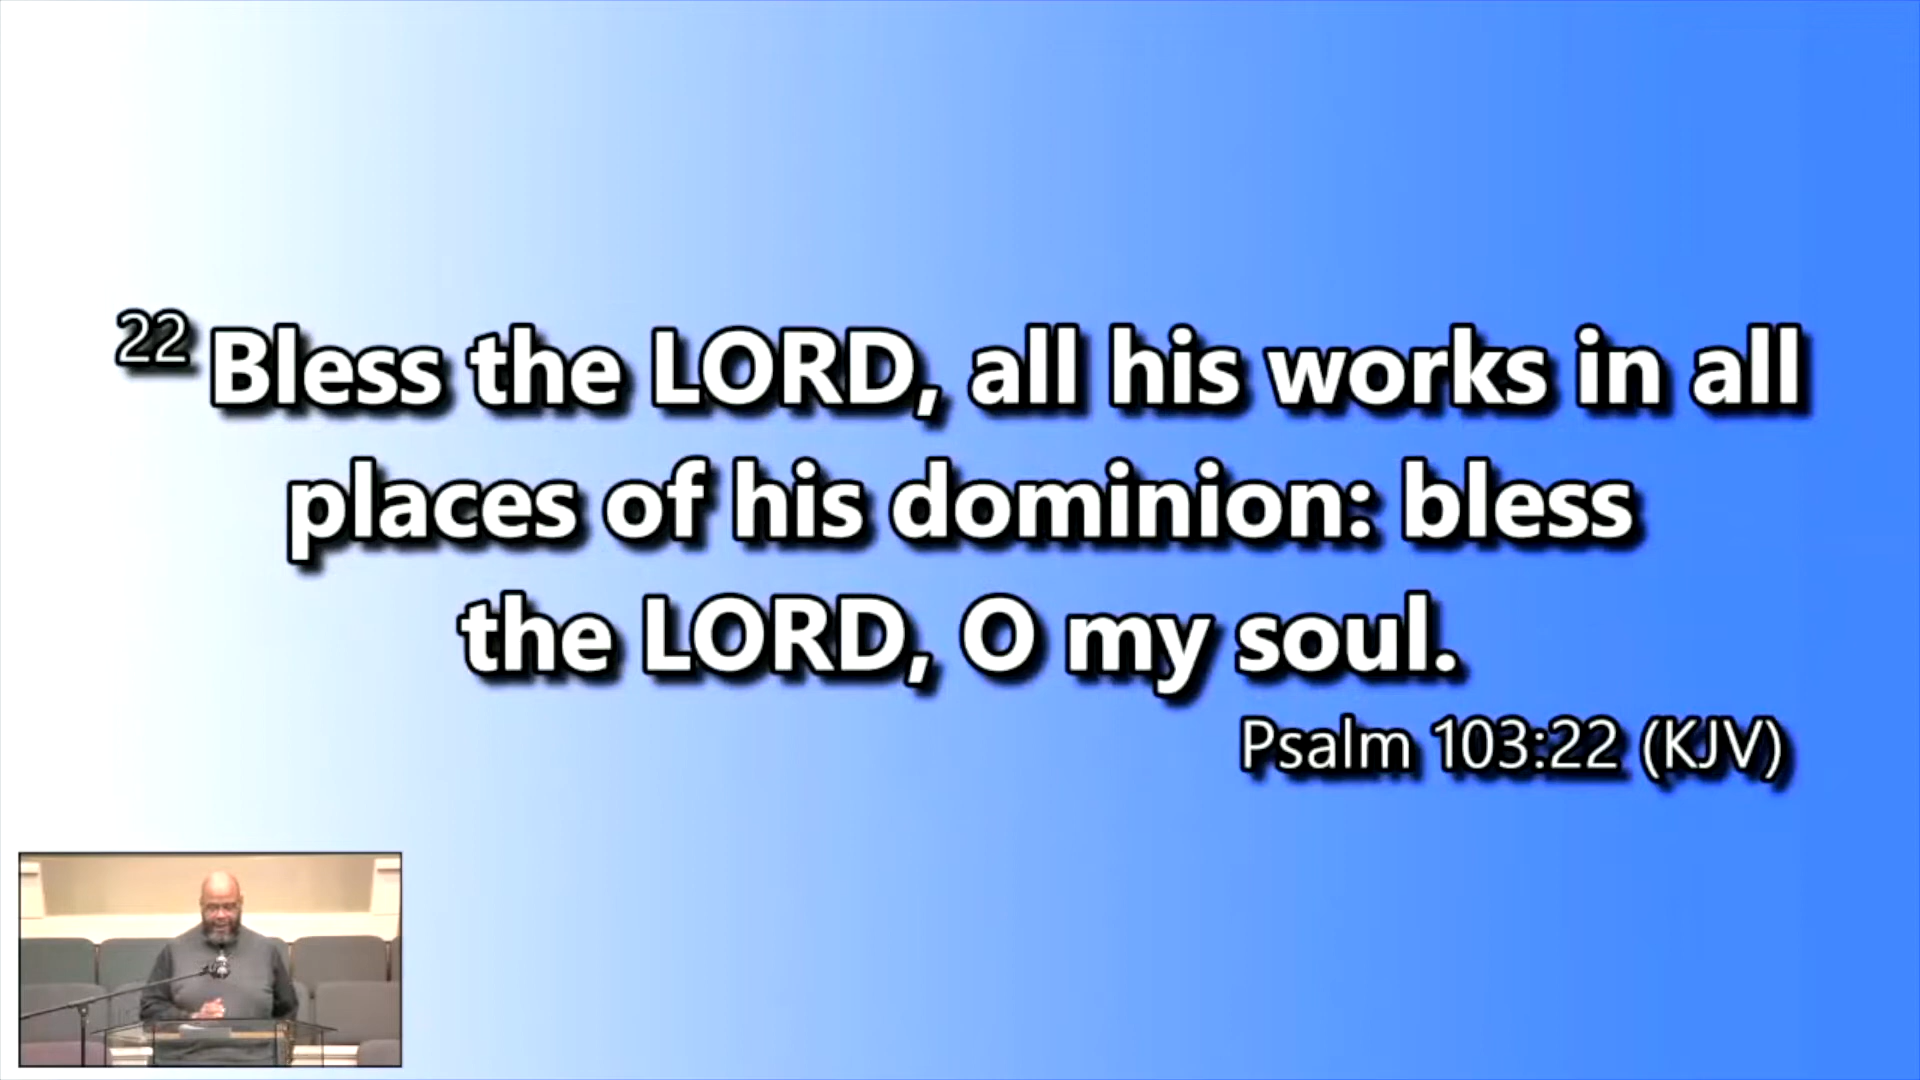 22 Bless the LORD, all his works in all
places of his dominion: bless
the LORD, O my soul.
Psalm 103:22 (KJV)